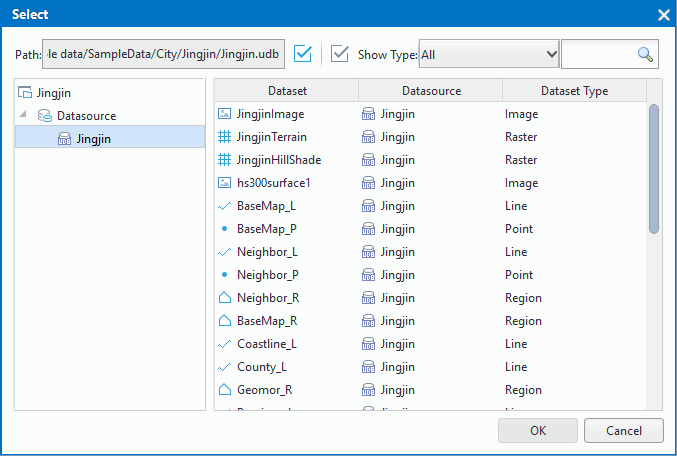 Select
Path: le data/SampleData/City/Jingjin/Jingjin.udb Show Type: All
Jingjin
Datasource
Jingjin
Dataset Datasource Dataset Type
JingjinImage Jingjin Image
JingjinTerrain Jingjin Raster
JingjinHillShade Jingjin Raster
hs300surface1 Jingjin Image
BaseMap_L Jingjin Line
BaseMap_P Jingjin Point
Neighbor_L Jingjin Line
Neighbor_P Jingjin Point
Neighbor_R Jingjin Region
BaseMap_R Jingjin Region
Coastline_L Jingjin Line
County_L Jingjin Line
Geomor_R Jingjin Region
OK Cancel